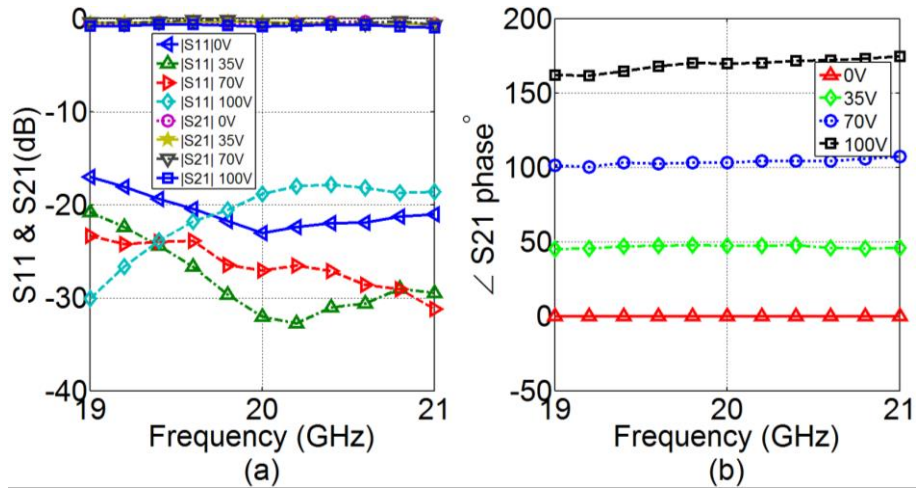 0
-10
-20
-30
-40
S11 & S21(dB)
|S11|0V
|S11| 35V
|S11| 70V
|S11| 100V
|S21| 0V
|S21| 35V
|S21| 70V
|S21| 100V
19
20
21
Frequency (GHz)
(a)
200
150
100
50
0
-50
∠ S21 phase°
0V
35V
70V
100V
19
20
21
Frequency (GHz)
(b)